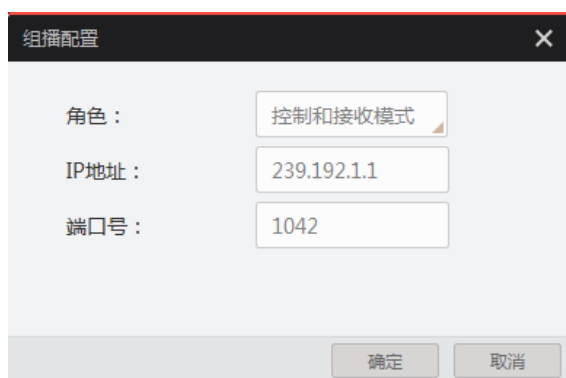 组播配置
角色： 控制和接收模式
IP地址： 239.192.1.1
端口号： 1042
确定 取消